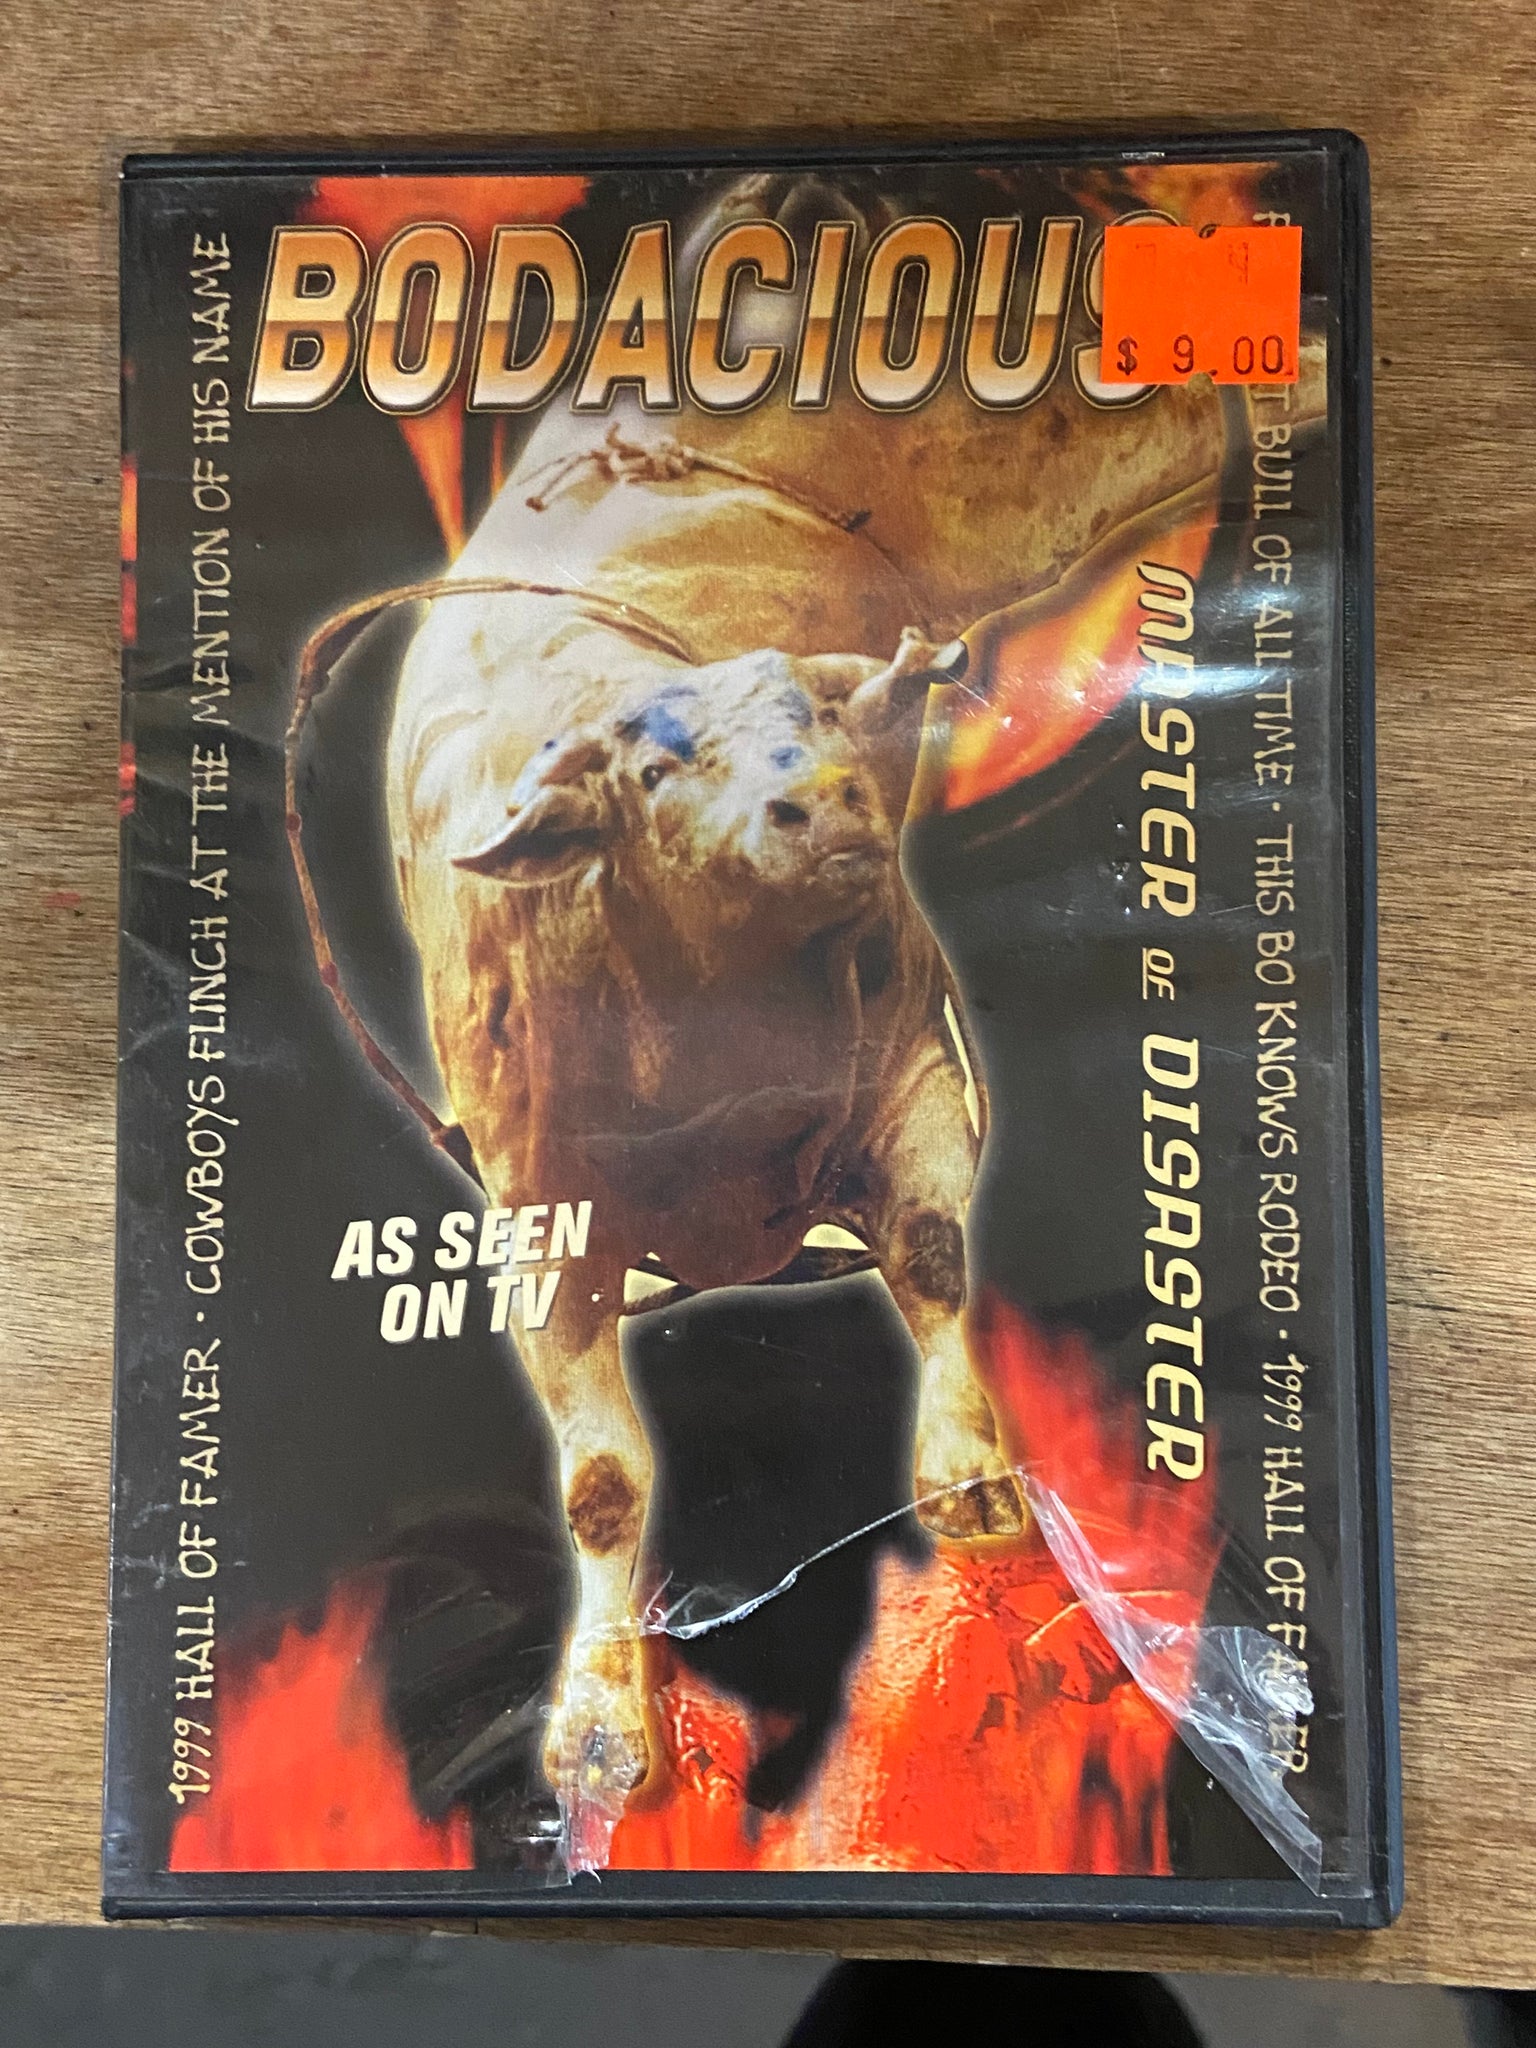 BODACIOUS
$ 9.00
MASTER OF DISASTER
T BULL OF ALL TIME · THIS BO KNOWS RODEO · 1999 HALL OF FAMER
1999 HALL OF FAMER · COWBOYS FLINCH AT THE MENTION OF HIS NAME
AS SEEN
ON TV